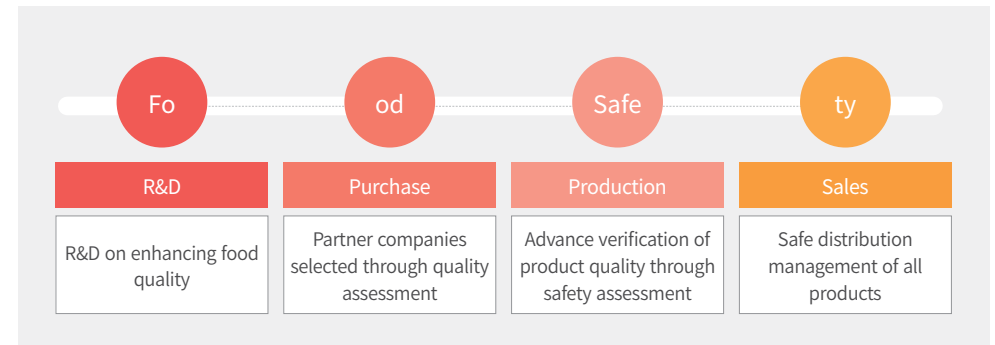 Fo
od
Safe
ty
R&D
Purchase
Production
Sales
R&D on enhancing food
quality
Partner companies
selected through quality
assessment
Advance verification of
product quality through
safety assessment
Safe distribution
management of all
products